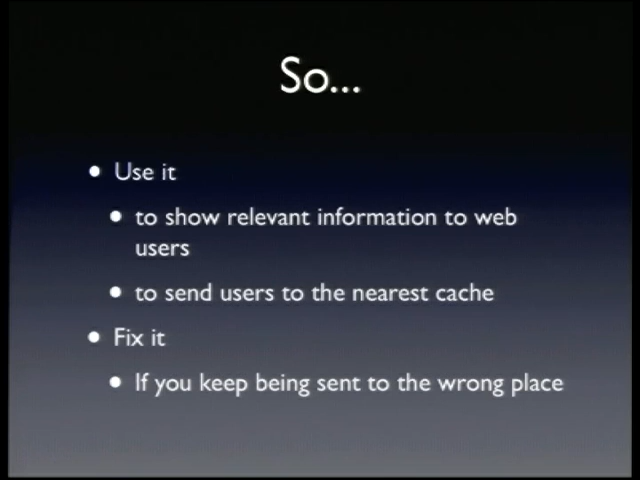 So...
• Use it
• to show relevant information to web
users
• to send users to the nearest cache
• Fix it
• If you keep being sent to the wrong place